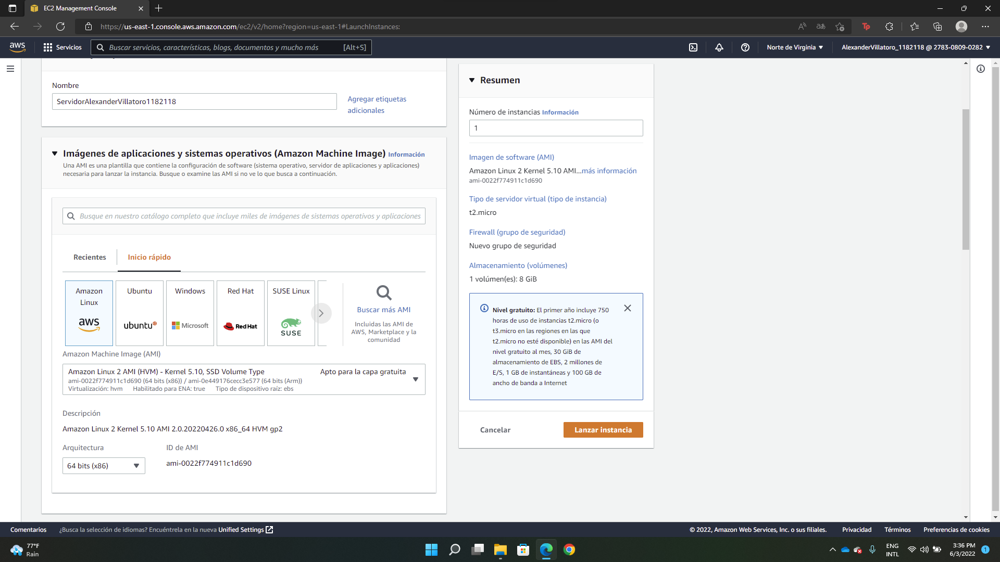 EC2 Management Console
https://us-east-1.console.aws.amazon.com/ec2/v2/home?region=us-east-1#LaunchInstances:
aws
Servicios
Buscar servicios, características, blogs, documentos y mucho más
[Alt+S]
Norte de Virginia
AlexanderVillatoro_1182118 @ 2783-0809-0282
Nombre
ServidorAlexanderVillatoro1182118
Agregar etiquetas
adicionales
Imágenes de aplicaciones y sistemas operativos (Amazon Machine Image) Información
Una AMI es una plantilla que contiene la configuración de software (sistema operativo, servidor de aplicaciones y aplicaciones)
necesaria para lanzar la instancia. Busque o examine las AMI si no ve lo que busca a continuación.
Busque en nuestro catálogo completo que incluye miles de imágenes de sistemas operativos y aplicaciones
Recientes
Inicio rápido
Amazon
Linux
aws
Ubuntu
ubuntu
Windows
Microsoft
Red Hat
Red Hat
SUSE Linux
SUSE
Buscar más AMI
Incluidas las AMI de
AWS, Marketplace y la
comunidad
Amazon Machine Image (AMI)
Amazon Linux 2 AMI (HVM) - Kernel 5.10, SSD Volume Type
Apto para la capa gratuita
ami-0022f774911c1d690 (64 bits (x86)) / ami-0e449176cecc3e577 (64 bits (Arm))
Virtualización: hvm
Habilitado para ENA: true
Tipo de dispositivo raíz: ebs
Descripción
Amazon Linux 2 Kernel 5.10 AMI 2.0.20220426.0 x86_64 HVM gp2
Arquitectura
ID de AMI
64 bits (x86)
ami-0022f774911c1d690
Resumen
Número de instancias Información
1
Imagen de software (AMI)
Amazon Linux 2 Kernel 5.10 AMI...más información
ami-0022f774911c1d690
Tipo de servidor virtual (tipo de instancia)
t2.micro
Firewall (grupo de seguridad)
Nuevo grupo de seguridad
Almacenamiento (volúmenes)
1 volúmen(es): 8 GiB
Nivel gratuito: El primer año incluye 750
horas de uso de instancias t2.micro (o
t3.micro en las regiones en las que
t2.micro no esté disponible) en las AMI del
nivel gratuito al mes, 30 GiB de
almacenamiento de EBS, 2 millones de
E/S, 1 GB de instantáneas y 100 GB de
ancho de banda a Internet
Cancelar
Lanzar instancia
Comentarios
¿Busca la selección de idiomas? Encuéntrela en la nueva Unified Settings
© 2022, Amazon Web Services, Inc. o sus filiales.
Privacidad
Términos
Preferencias de cookies
77°F
Rain
ENG
INTL
3:36 PM
6/3/2022
1